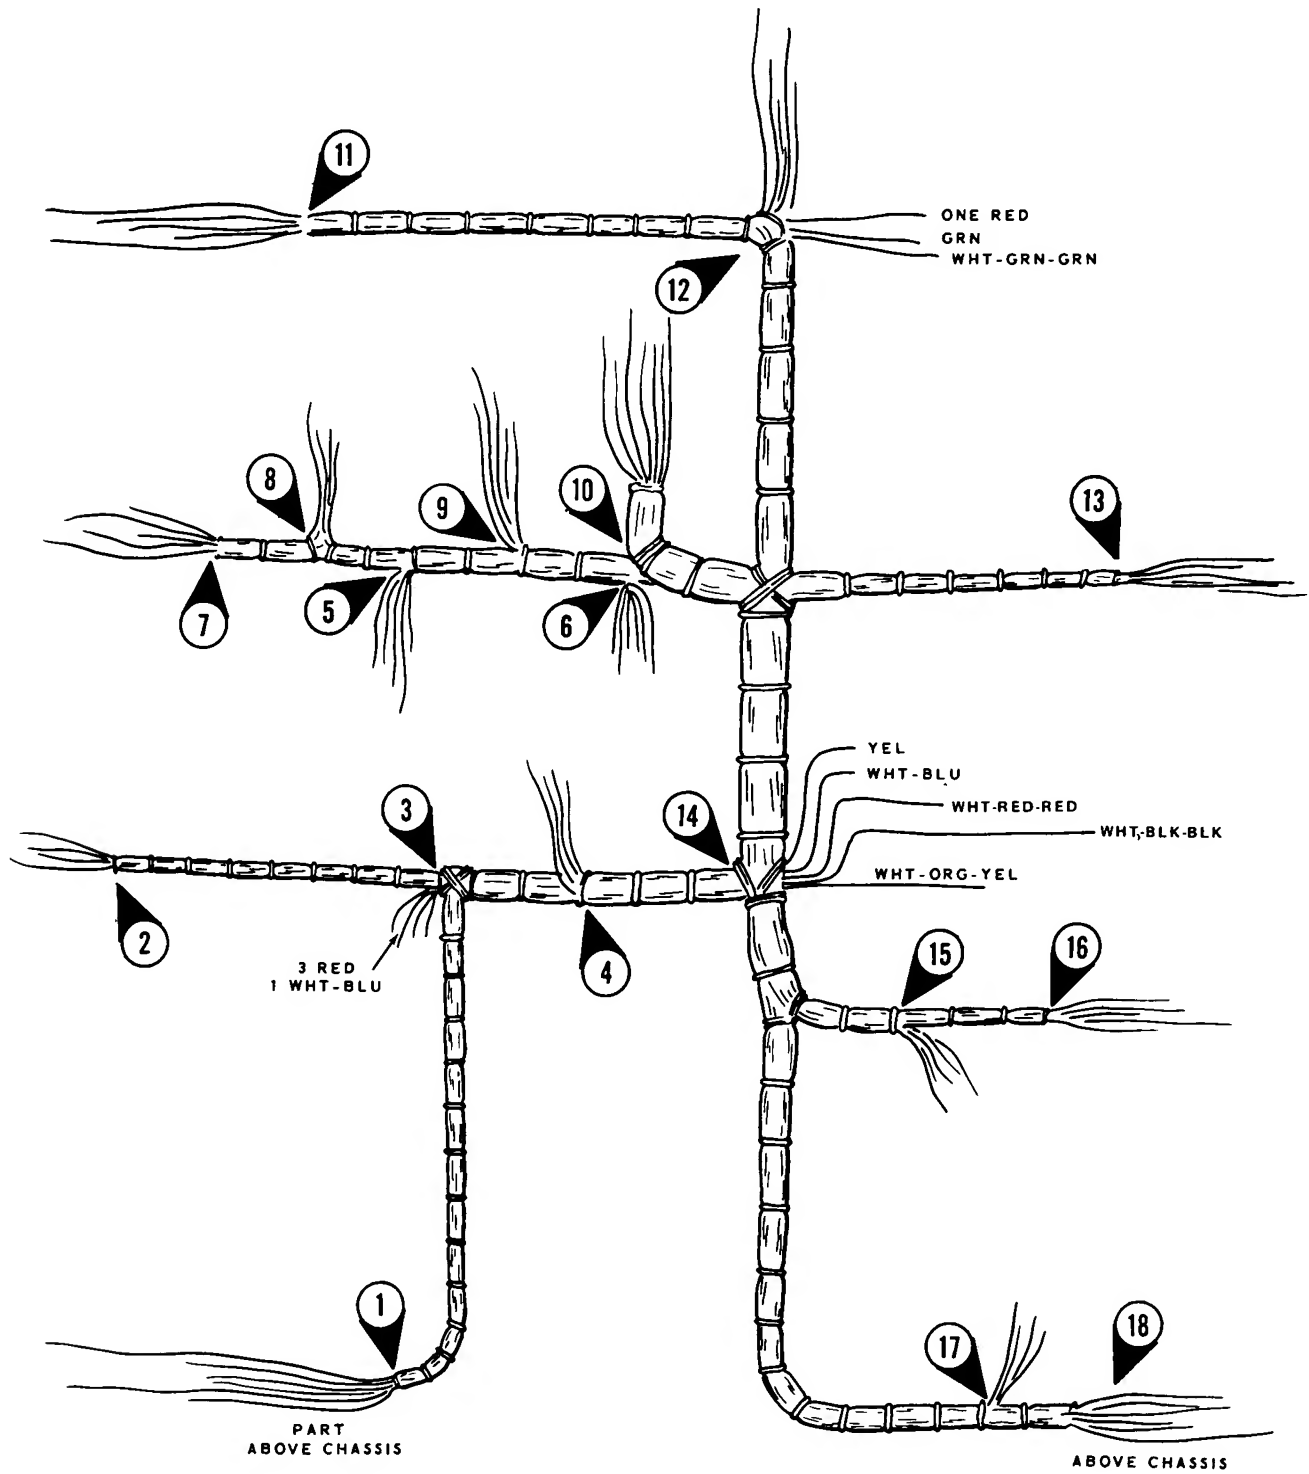 11
ONE RED
GRN
WHT-GRN-GRN
12
8
9
10
13
5
6
7
YEL
WHT-BLU
WHT-RED-RED
WHT-BLK-BLK
WHT-ORG-YEL
3
14
2
3 RED
1 WHT-BLU
4
15
16
1
17
18
PART
ABOVE CHASSIS
ABOVE CHASSIS